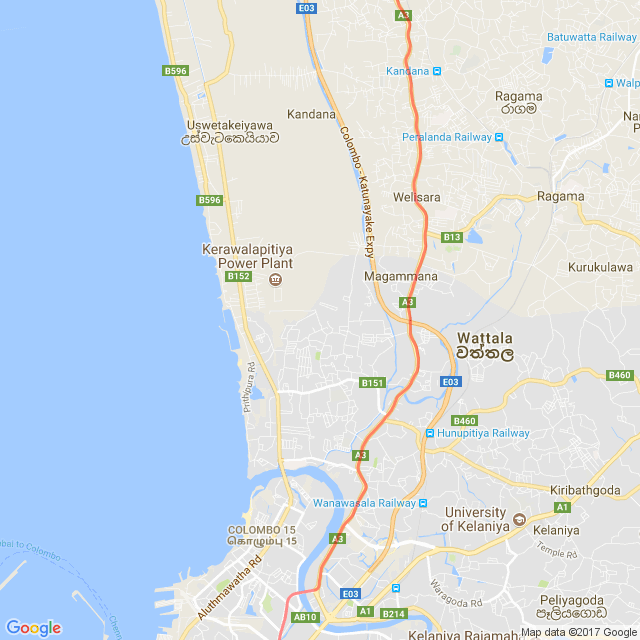 E03
A3
Batuwatta Railway
B596
Kandana
Walp
Ragama
රාගම
Kandana
Uswetakeiyawa
උස්වැටකෙයියාව
Colombo - Katunayake Expy
Peralanda Railway
Welisara
Ragama
B596
B13
Kerawalapitiya
Power Plant
B152
Magammana
Kurukulawa
A3
Wattala
වත්තල
Prithipura Rd
B151
E03
B460
B460
Hunupitiya Railway
A3
Kiribathgoda
Wanawasala Railway
University
of Kelaniya
A1
Kelaniya
COLOMBO 15
கொழும்பு 15
A3
Temple Rd
Aluthmawatha Rd
Waragoda Rd
E03
A1
B214
AB10
Peliyagoda
පෑලියගොඩ
Kelaniya Rajamah
Google
Map data ©2017 Google